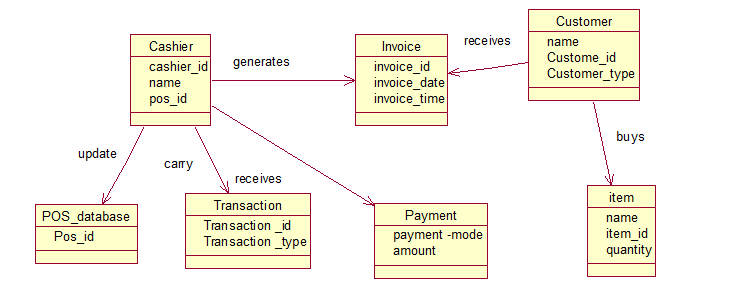 Customer
name
Custome_id
Customer_type
receives
Cashier
cashier_id
name
pos_id
generates
Invoice
invoice_id
invoice_date
invoice_time
buys
update
carry
receives
POS_database
Pos_id
Transaction
Transaction _id
Transaction _type
Payment
payment -mode
amount
item
name
item_id
quantity